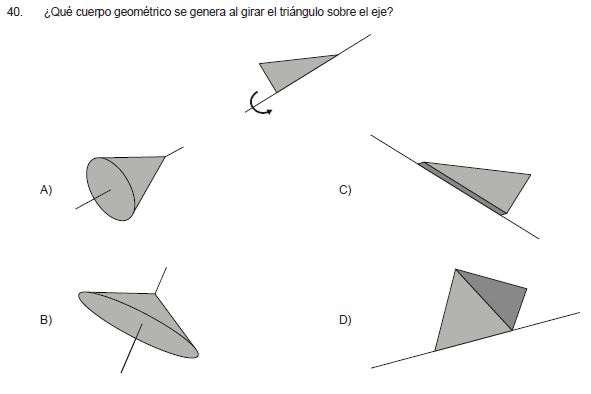 40. ¿Qué cuerpo geométrico se genera al girar el triángulo sobre el eje?
A)
C)
B)
D)